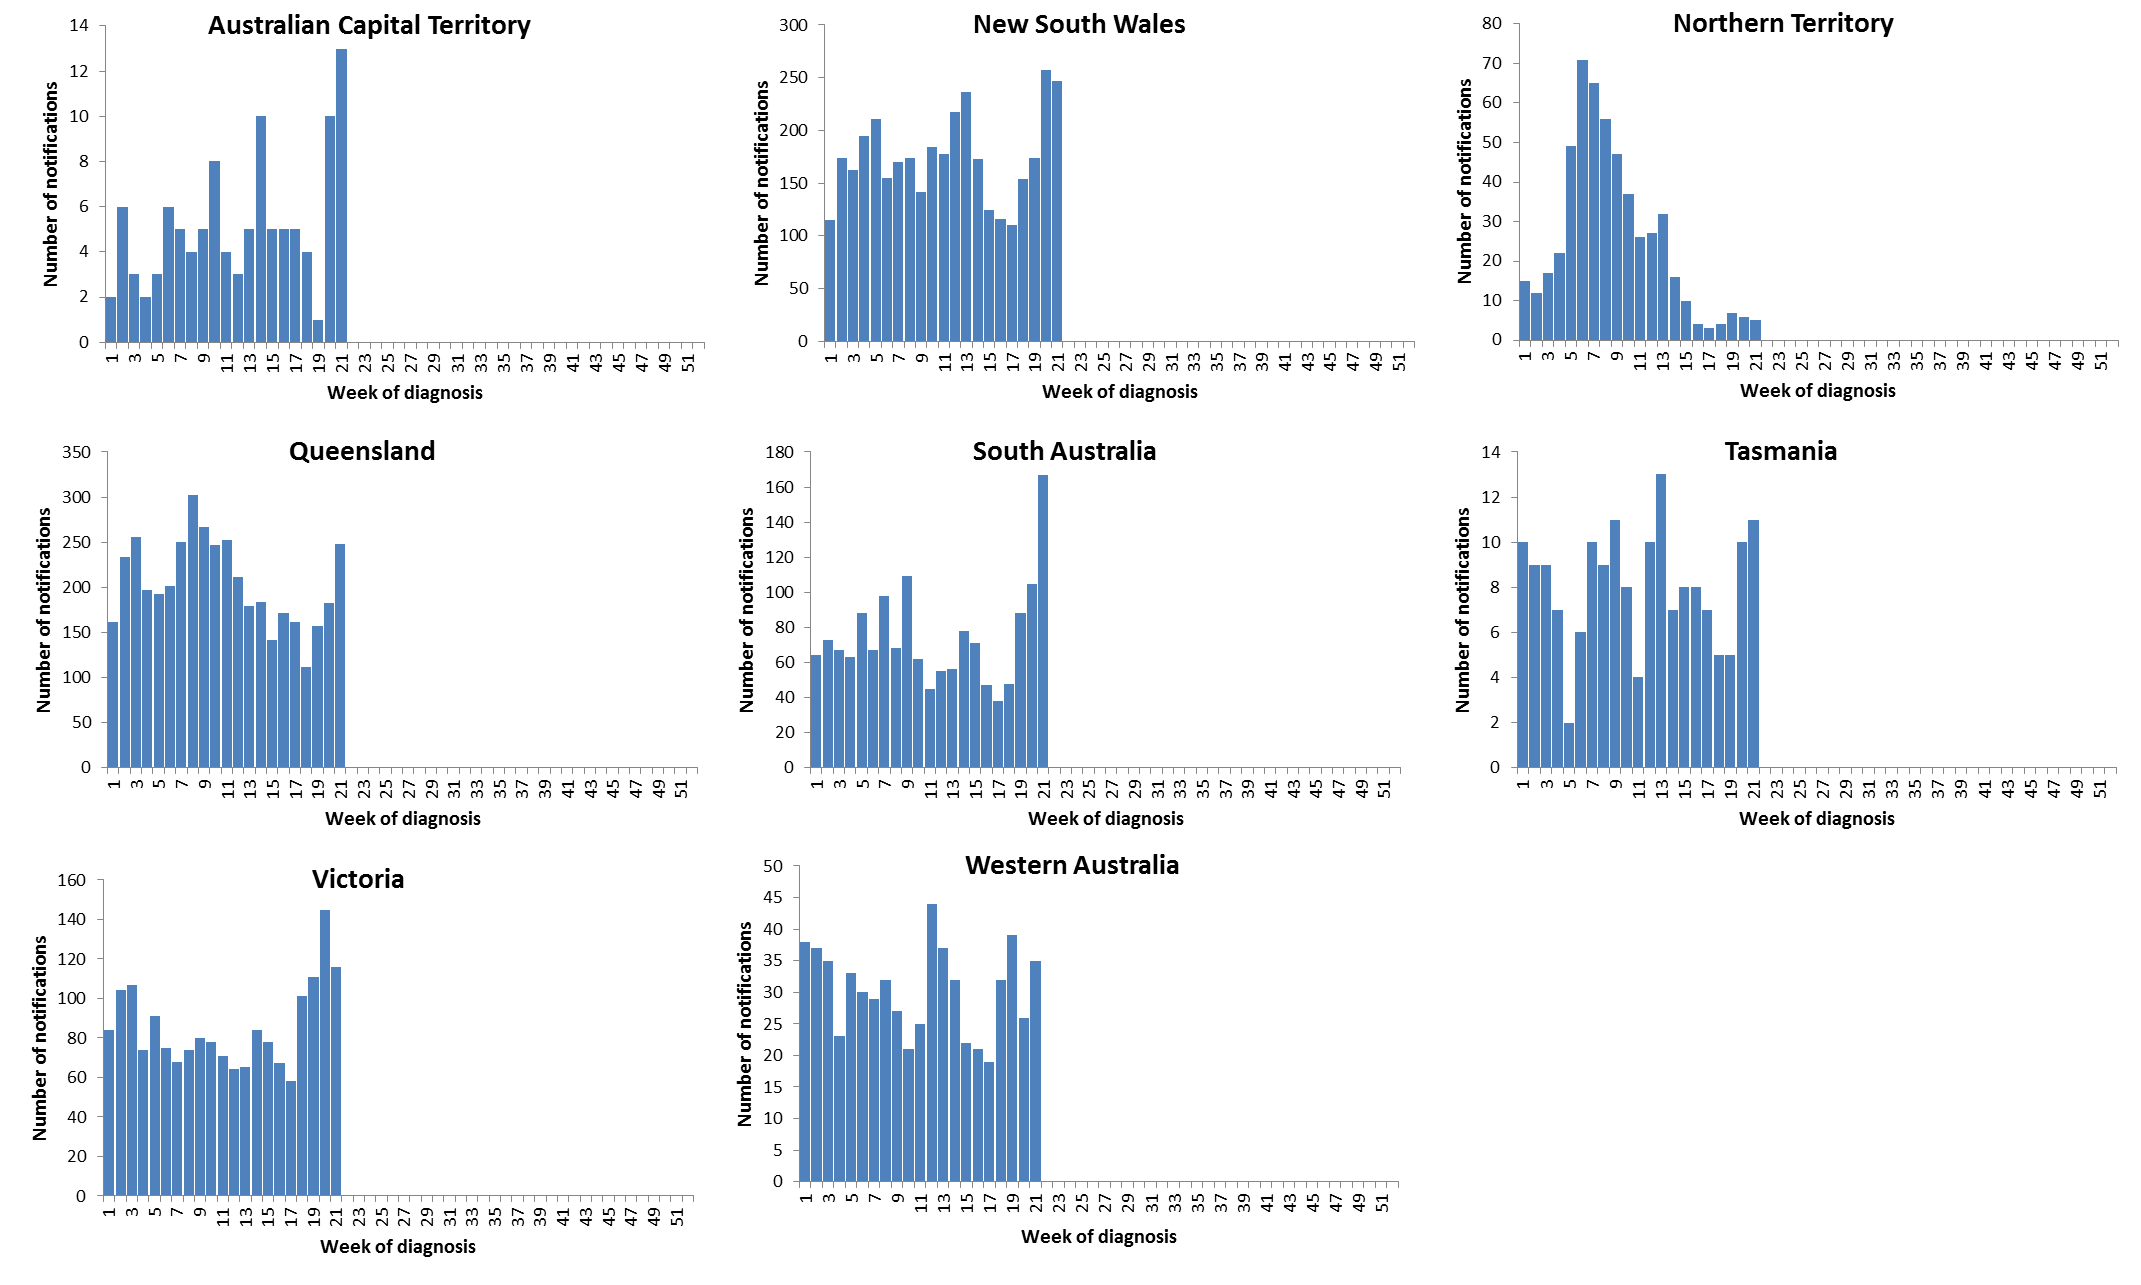 Australian Capital Territory
Number of notifications
14
12
10
8
6
4
2
0
1 3 5 7 9 11 13 15 17 19 21 23 25 27 29 31 33 35 37 39 41 43 45 47 49 51
Week of diagnosis
New South Wales
Number of notifications
300
250
200
150
100
50
0
1 3 5 7 9 11 13 15 17 19 21 23 25 27 29 31 33 35 37 39 41 43 45 47 49 51
Week of diagnosis
Northern Territory
Number of notifications
80
70
60
50
40
30
20
10
0
1 3 5 7 9 11 13 15 17 19 21 23 25 27 29 31 33 35 37 39 41 43 45 47 49 51
Week of diagnosis
Queensland
Number of notifications
350
300
250
200
150
100
50
0
1 3 5 7 9 11 13 15 17 19 21 23 25 27 29 31 33 35 37 39 41 43 45 47 49 51
Week of diagnosis
South Australia
Number of notifications
180
160
140
120
100
80
60
40
20
0
1 3 5 7 9 11 13 15 17 19 21 23 25 27 29 31 33 35 37 39 41 43 45 47 49 51
Week of diagnosis
Tasmania
Number of notifications
14
12
10
8
6
4
2
0
1 3 5 7 9 11 13 15 17 19 21 23 25 27 29 31 33 35 37 39 41 43 45 47 49 51
Week of diagnosis
Victoria
Number of notifications
160
140
120
100
80
60
40
20
0
1 3 5 7 9 11 13 15 17 19 21 23 25 27 29 31 33 35 37 39 41 43 45 47 49 51
Week of diagnosis
Western Australia
Number of notifications
50
45
40
35
30
25
20
15
10
5
0
1 3 5 7 9 11 13 15 17 19 21 23 25 27 29 31 33 35 37 39 41 43 45 47 49 51
Week of diagnosis